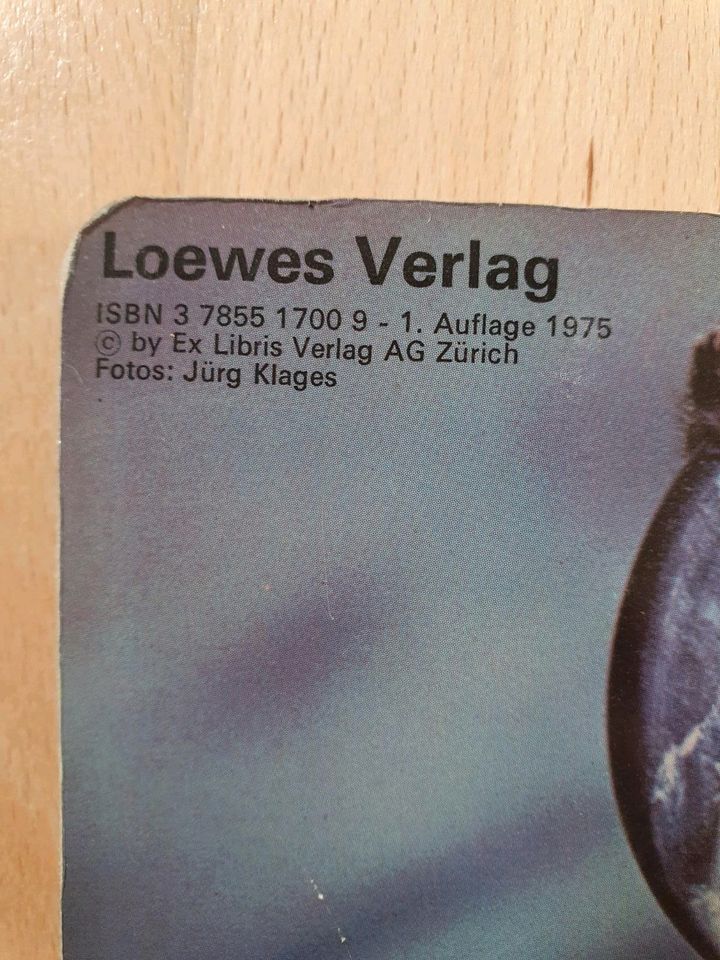 Loewes Verlag
ISBN 3 7855 1700 9 - 1. Auflage 1975
© by Ex Libris Verlag AG Zürich
Fotos: Jürg Klages